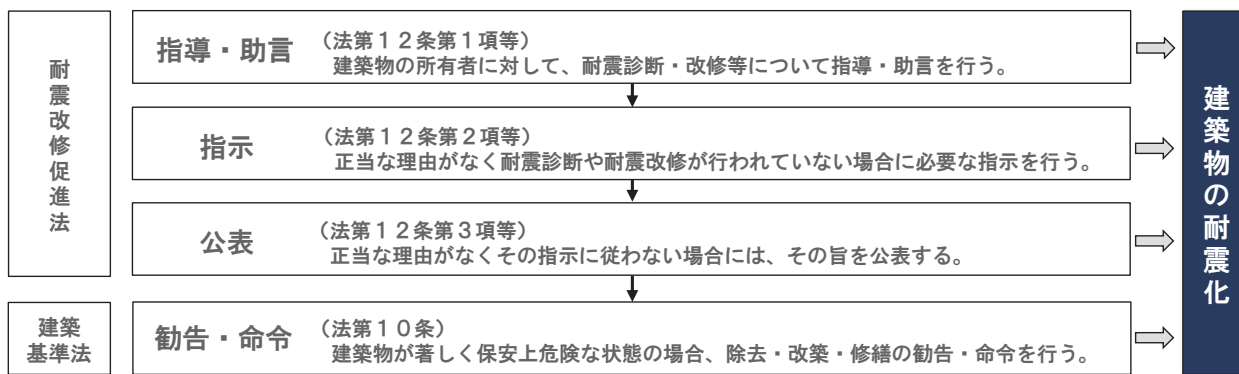 耐震改修促進法
指導・助言 （法第１２条第１項等）
建築物の所有者に対して、耐震診断・改修等について指導・助言を行う。
指示 （法第１２条第２項等）
正当な理由がなく耐震診断や耐震改修が行われていない場合に必要な指示を行う。
公表 （法第１２条第３項等）
正当な理由がなくその指示に従わない場合には、その旨を公表する。
建築
基準法
勧告・命令 （法第１０条）
建築物が著しく保安上危険な状態の場合、除去・改築・修繕の勧告・命令を行う。
建築物の耐震化